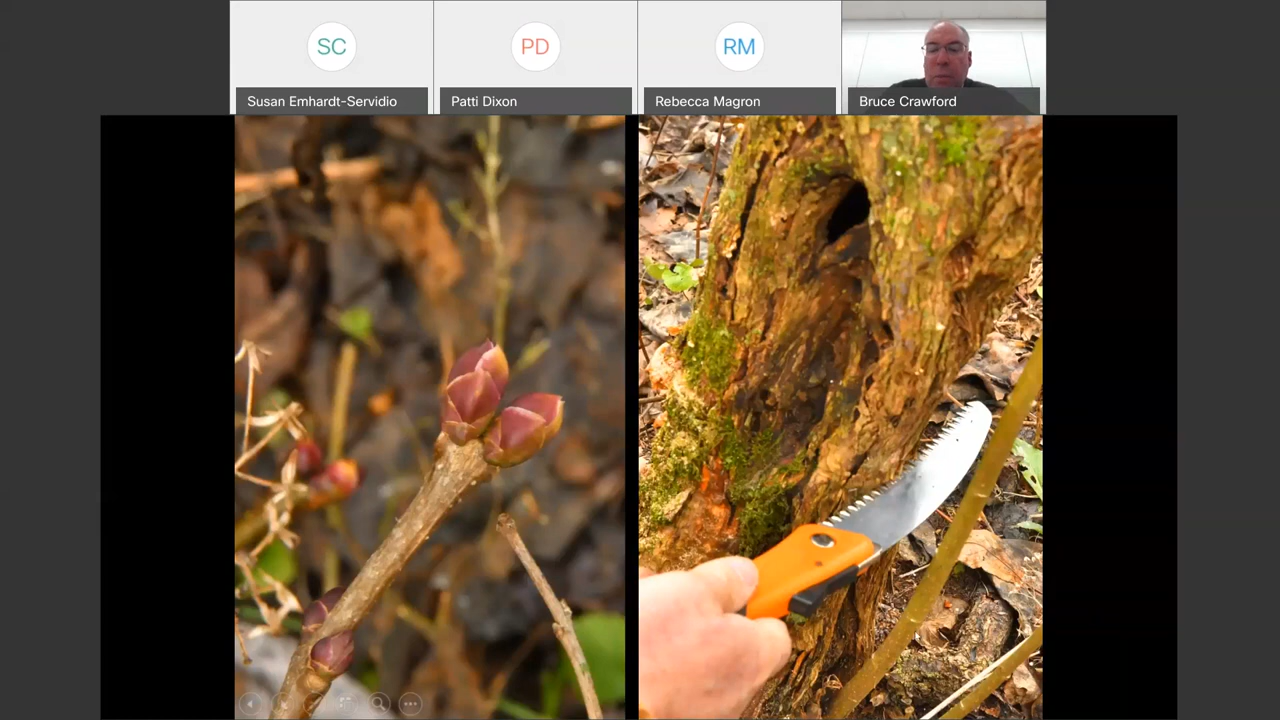 SC
PD
RM
Susan Emhardt-Servidio
Patti Dixon
Rebecca Magron
Bruce Crawford